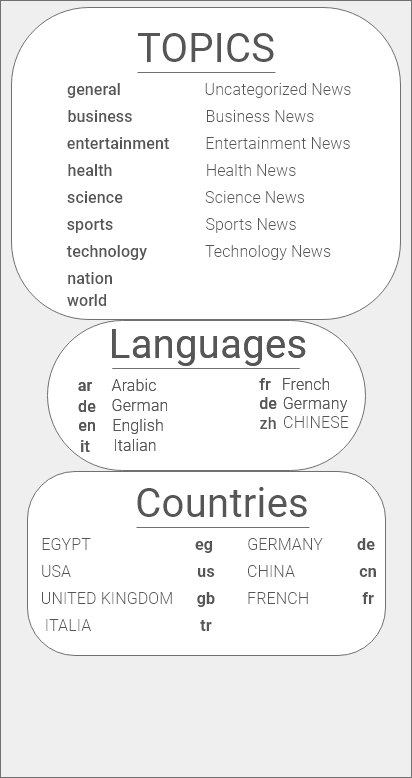 TOPICS
general Uncategorized News
business Business News
entertainment Entertainment News
health Health News
science Science News
sports Sports News
technology Technology News
nation
world
Languages
ar Arabic fr French
de German de Germany
en English zh CHINESE
it Italian
Countries
EGYPT eg GERMANY de
USA us CHINA cn
UNITED KINGDOM gb FRENCH fr
ITALIA tr